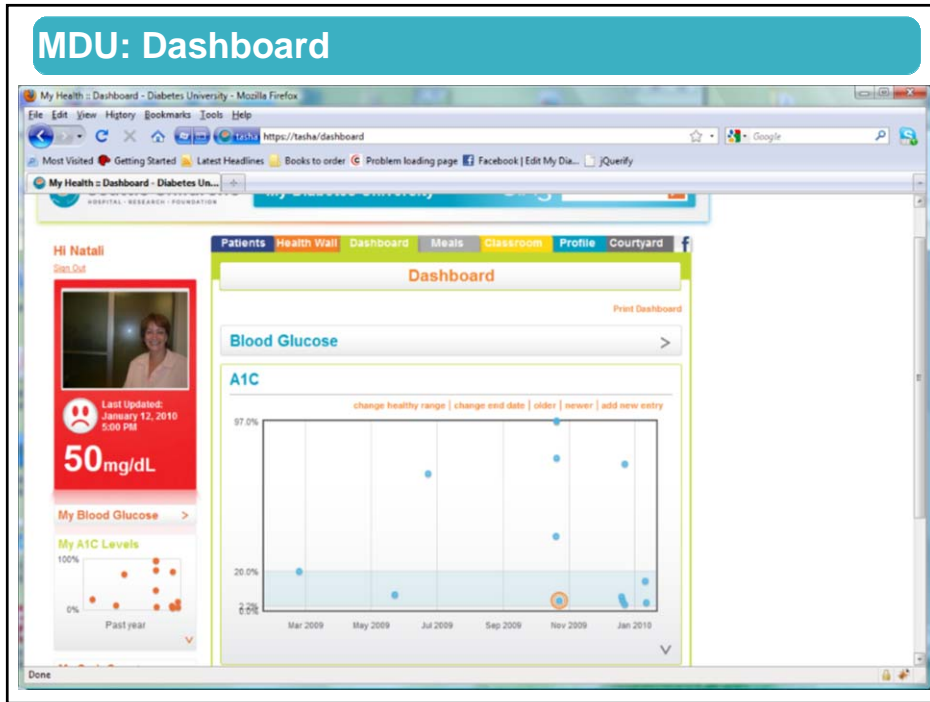 MDU: Dashboard
My Health :: Dashboard - Diabetes University - Mozilla Firefox
File Edit View History Bookmarks Tools Help
tasha https://tasha/dashboard Google
Most Visited Getting Started Latest Headlines Books to order Problem loading page Facebook | Edit My Dia... jQuerify
My Health :: Dashboard - Diabetes Un...
HOSPITAL · RESEARCH · FOUNDATION
Hi Natali
Sign Out
Patients Health Wall Dashboard Meals Classroom Profile Courtyard f
Dashboard
Print Dashboard
Blood Glucose >
A1C
change healthy range | change end date | older | newer | add new entry
97.0%
20.0%
Mar 2009 May 2009 Jul 2009 Sep 2009 Nov 2009 Jan 2010
Last Updated:
January 12, 2010
5:00 PM
50mg/dL
My Blood Glucose >
My A1C Levels
100%
0%
Past year
Done